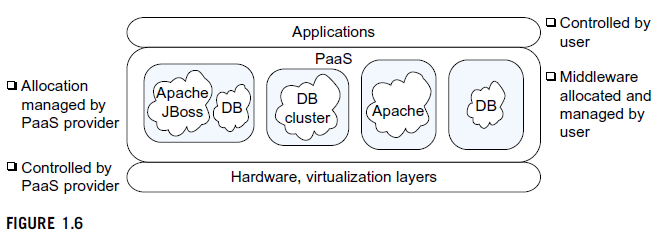 Applications
❑ Controlled by
user
PaaS
❑ Allocation
managed by
PaaS provider
Apache
JBoss
DB
DB
cluster
Apache
DB
❑ Middleware
allocated and
managed by
user
❑ Controlled by
PaaS provider
Hardware, virtualization layers
FIGURE 1.6